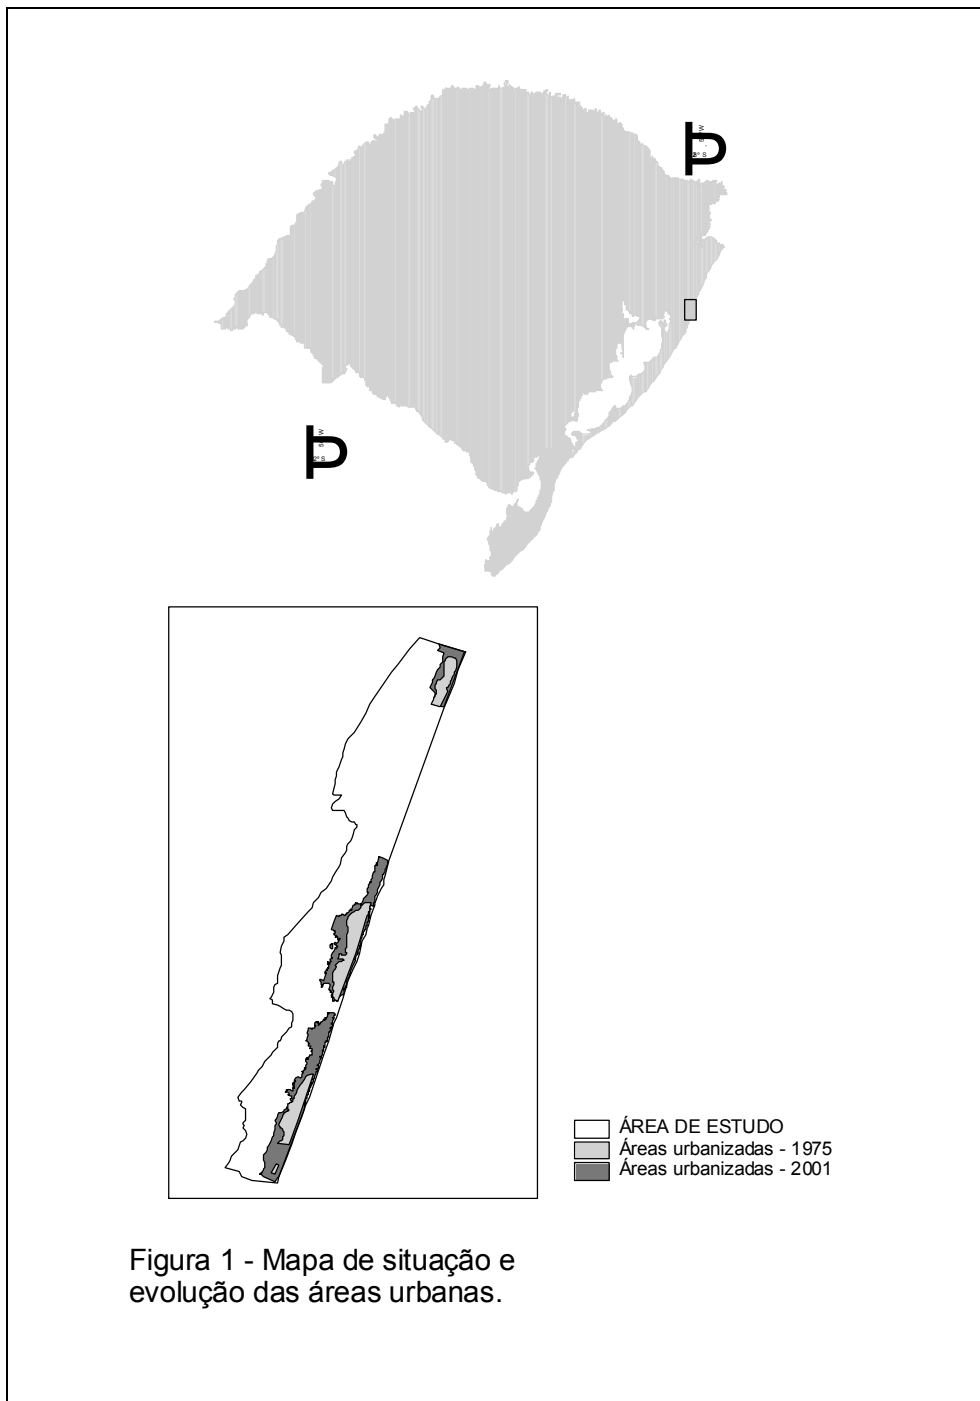 ÁREA DE ESTUDO
Áreas urbanizadas - 1975
Áreas urbanizadas - 2001
Figura 1 - Mapa de situação e
evolução das áreas urbanas.